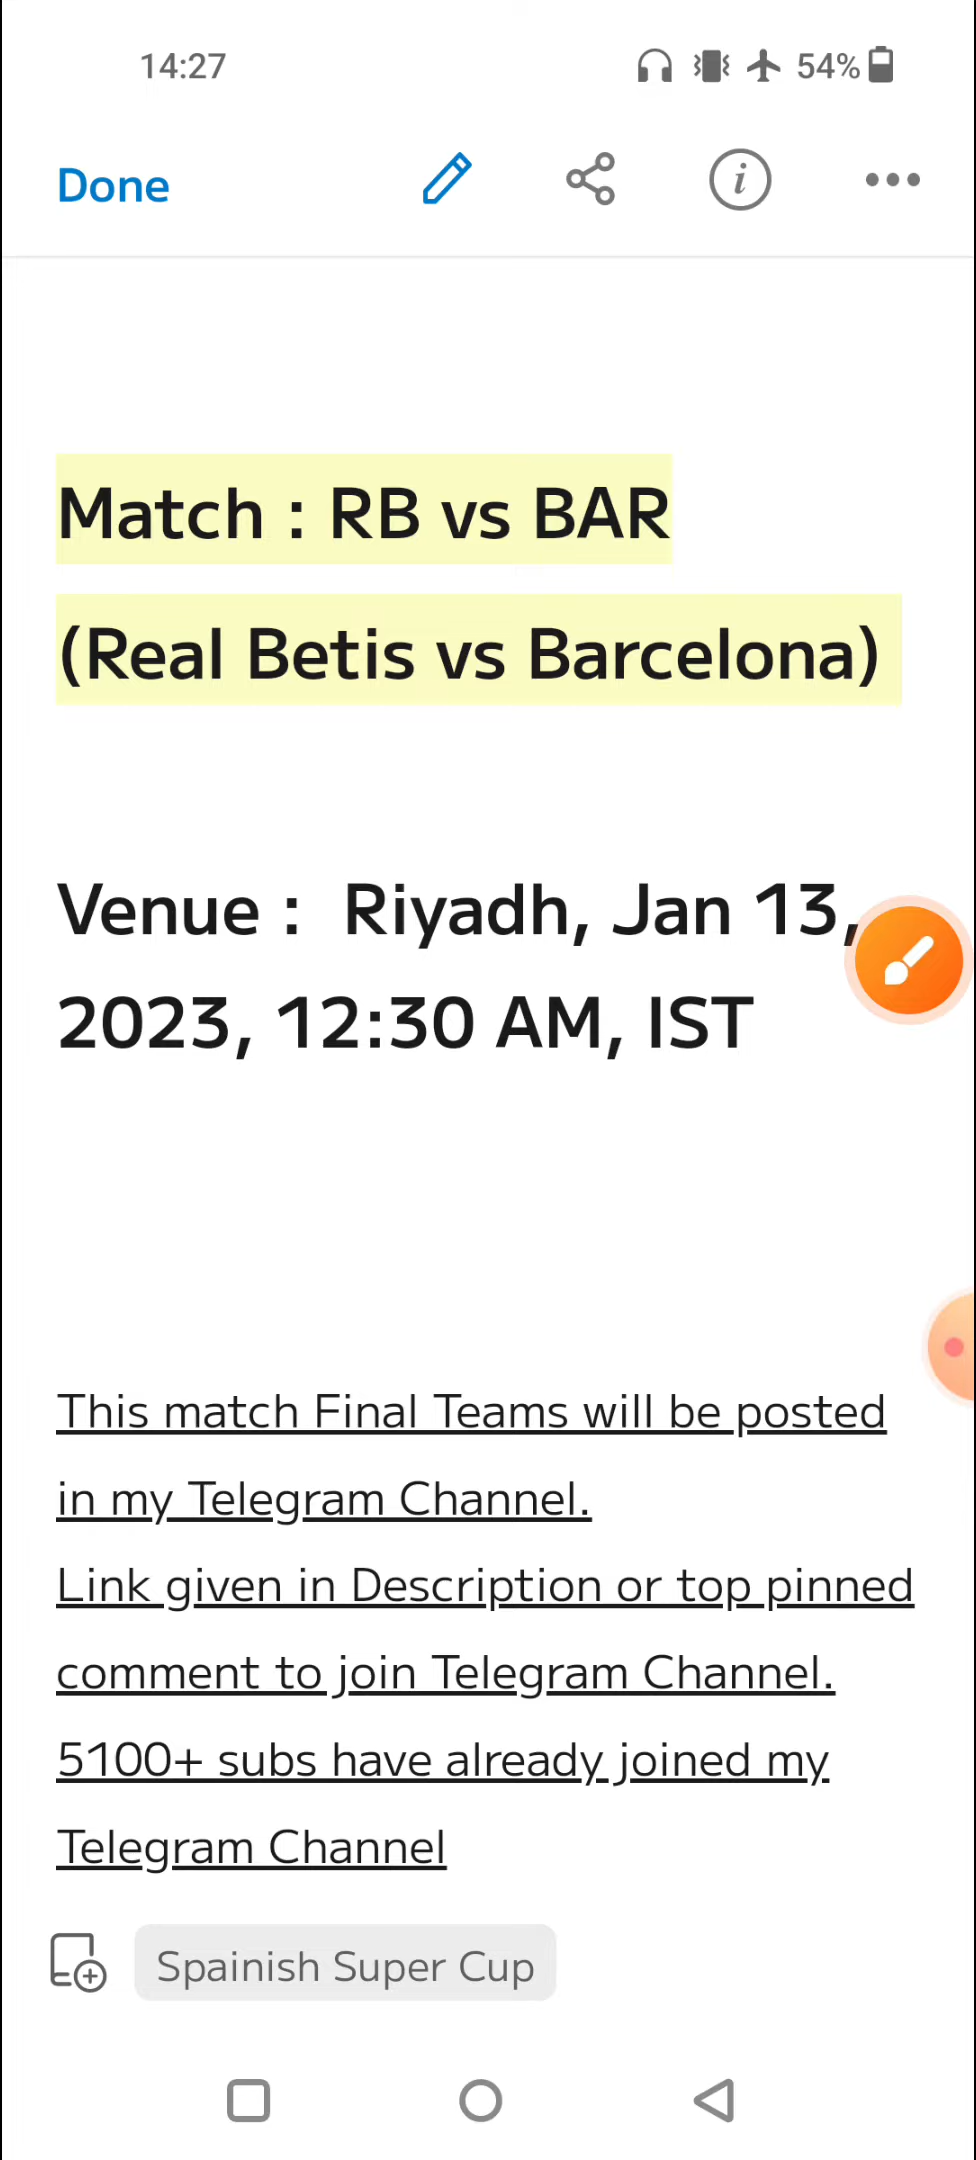 14:27 54%
Done
Match : RB vs BAR
(Real Betis vs Barcelona)
Venue :  Riyadh, Jan 13,
2023, 12:30 AM, IST
This match Final Teams will be posted
in my Telegram Channel.
Link given in Description or top pinned
comment to join Telegram Channel.
5100+ subs have already joined my
Telegram Channel
Spainish Super Cup